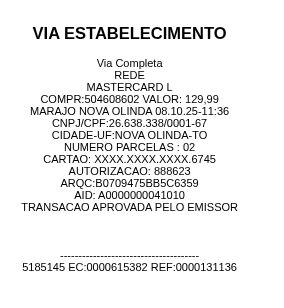 VIA ESTABELECIMENTO
Via Completa
REDE
MASTERCARD L
COMPR:504608602 VALOR: 129,99
MARAJO NOVA OLINDA 08.10.25-11:36
CNPJ/CPF:26.638.338/0001-67
CIDADE-UF:NOVA OLINDA-TO
NUMERO PARCELAS : 02
CARTAO: XXXX.XXXX.XXXX.6745
AUTORIZACAO: 888623
ARQC:B0709475BB5C6359
AID: A0000000041010
TRANSACAO APROVADA PELO EMISSOR
--------------------------------------
5185145 EC:0000615382 REF:0000131136